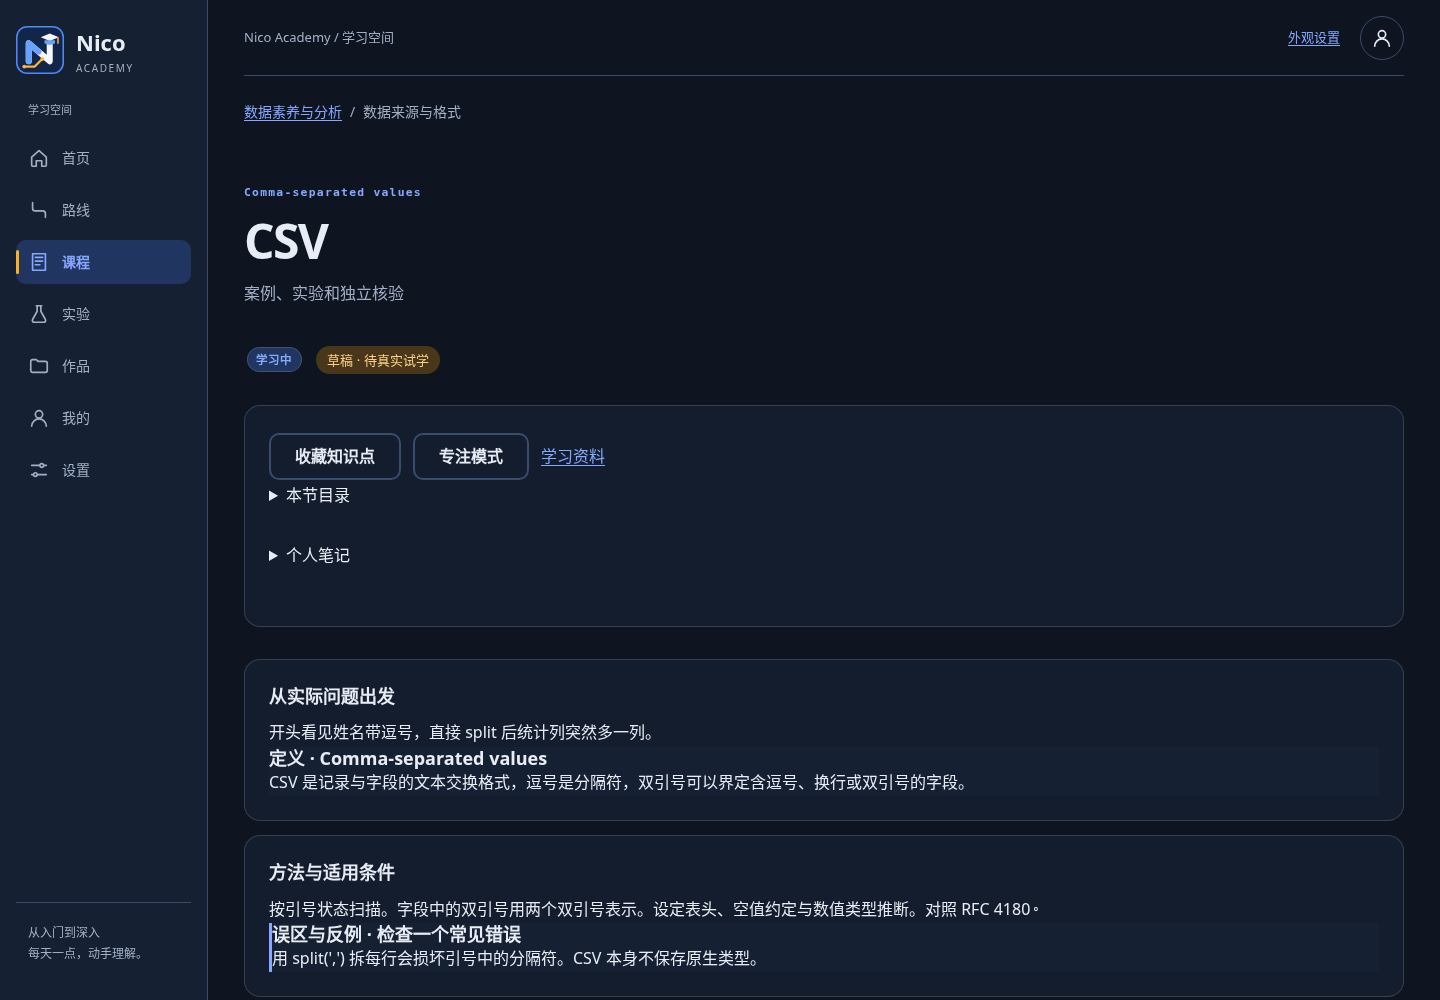 Nico
ACADEMY
学习空间
首页
路线
课程
实验
作品
我的
设置
从入门到深入
每天一点，动手理解。
Nico Academy / 学习空间
外观设置
数据素养与分析 / 数据来源与格式
Comma-separated values
CSV
案例、实验和独立核验
学习中
草稿 · 待真实试学
收藏知识点
专注模式
学习资料
本节目录
个人笔记
从实际问题出发
开头看见姓名带逗号，直接 split 后统计列突然多一列。
定义 · Comma-separated values
CSV 是记录与字段的文本交换格式，逗号是分隔符，双引号可以界定含逗号、换行或双引号的字段。
方法与适用条件
按引号状态扫描。字段中的双引号用两个双引号表示。设定表头、空值约定与数值类型推断。对照 RFC 4180。
误区与反例 · 检查一个常见错误
用 split(',') 拆每行会损坏引号中的分隔符。CSV 本身不保存原生类型。